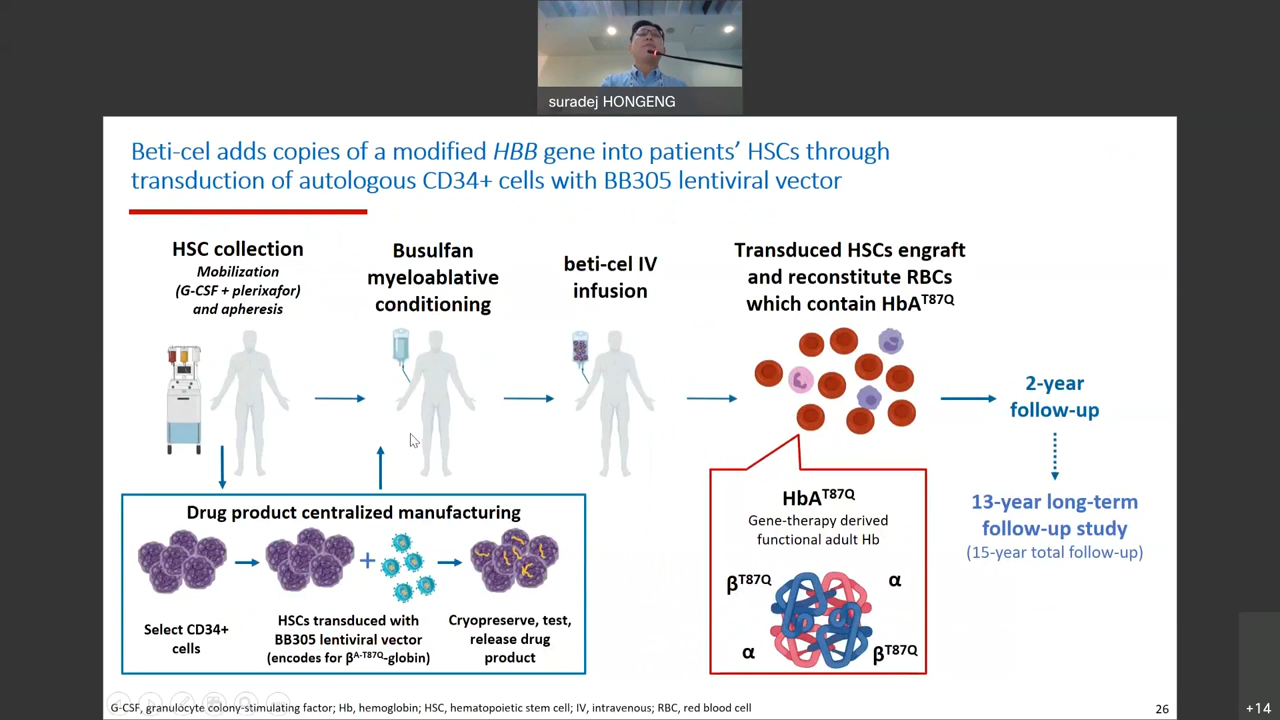 suradej HONGENG
Beti-cel adds copies of a modified HBB gene into patients’ HSCs through
transduction of autologous CD34+ cells with BB305 lentiviral vector
HSC collection
Mobilization
(G-CSF + plerixafor)
and apheresis
Busulfan
myeloablative
conditioning
beti-cel IV
infusion
Transduced HSCs engraft
and reconstitute RBCs
which contain HbAT87Q
2-year
follow-up
13-year long-term
follow-up study
(15-year total follow-up)
Drug product centralized manufacturing
Select CD34+
cells
+
HSCs transduced with
BB305 lentiviral vector
(encodes for βA-T87Q-globin)
Cryopreserve, test,
release drug
product
HbAT87Q
Gene-therapy derived
functional adult Hb
βT87Q
α
α
βT87Q
G-CSF, granulocyte colony-stimulating factor; Hb, hemoglobin; HSC, hematopoietic stem cell; IV, intravenous; RBC, red blood cell
26
+14